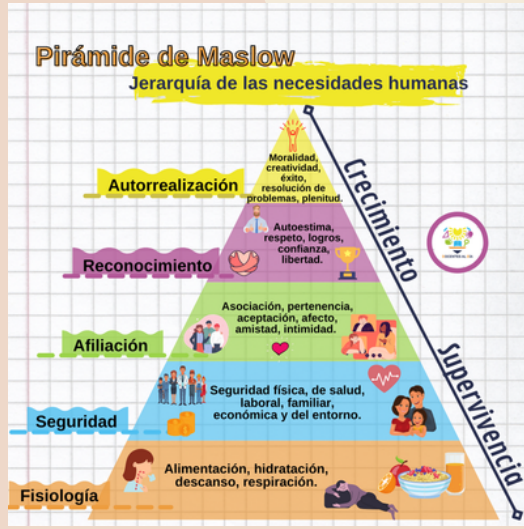 Pirámide de Maslow
Jerarquía de las necesidades humanas
Autorrealización
Moralidad,
creatividad,
éxito,
resolución de
problemas, plenitud.
Crecimiento
Reconocimiento
Autoestima,
respeto, logros,
confianza,
libertad.
Afiliación
Asociación, pertenencia,
aceptación, afecto,
amistad, intimidad.
Supervivencia
Seguridad
Seguridad física, de salud,
laboral, familiar,
económica y del entorno.
Fisiología
Alimentación, hidratación,
descanso, respiración.